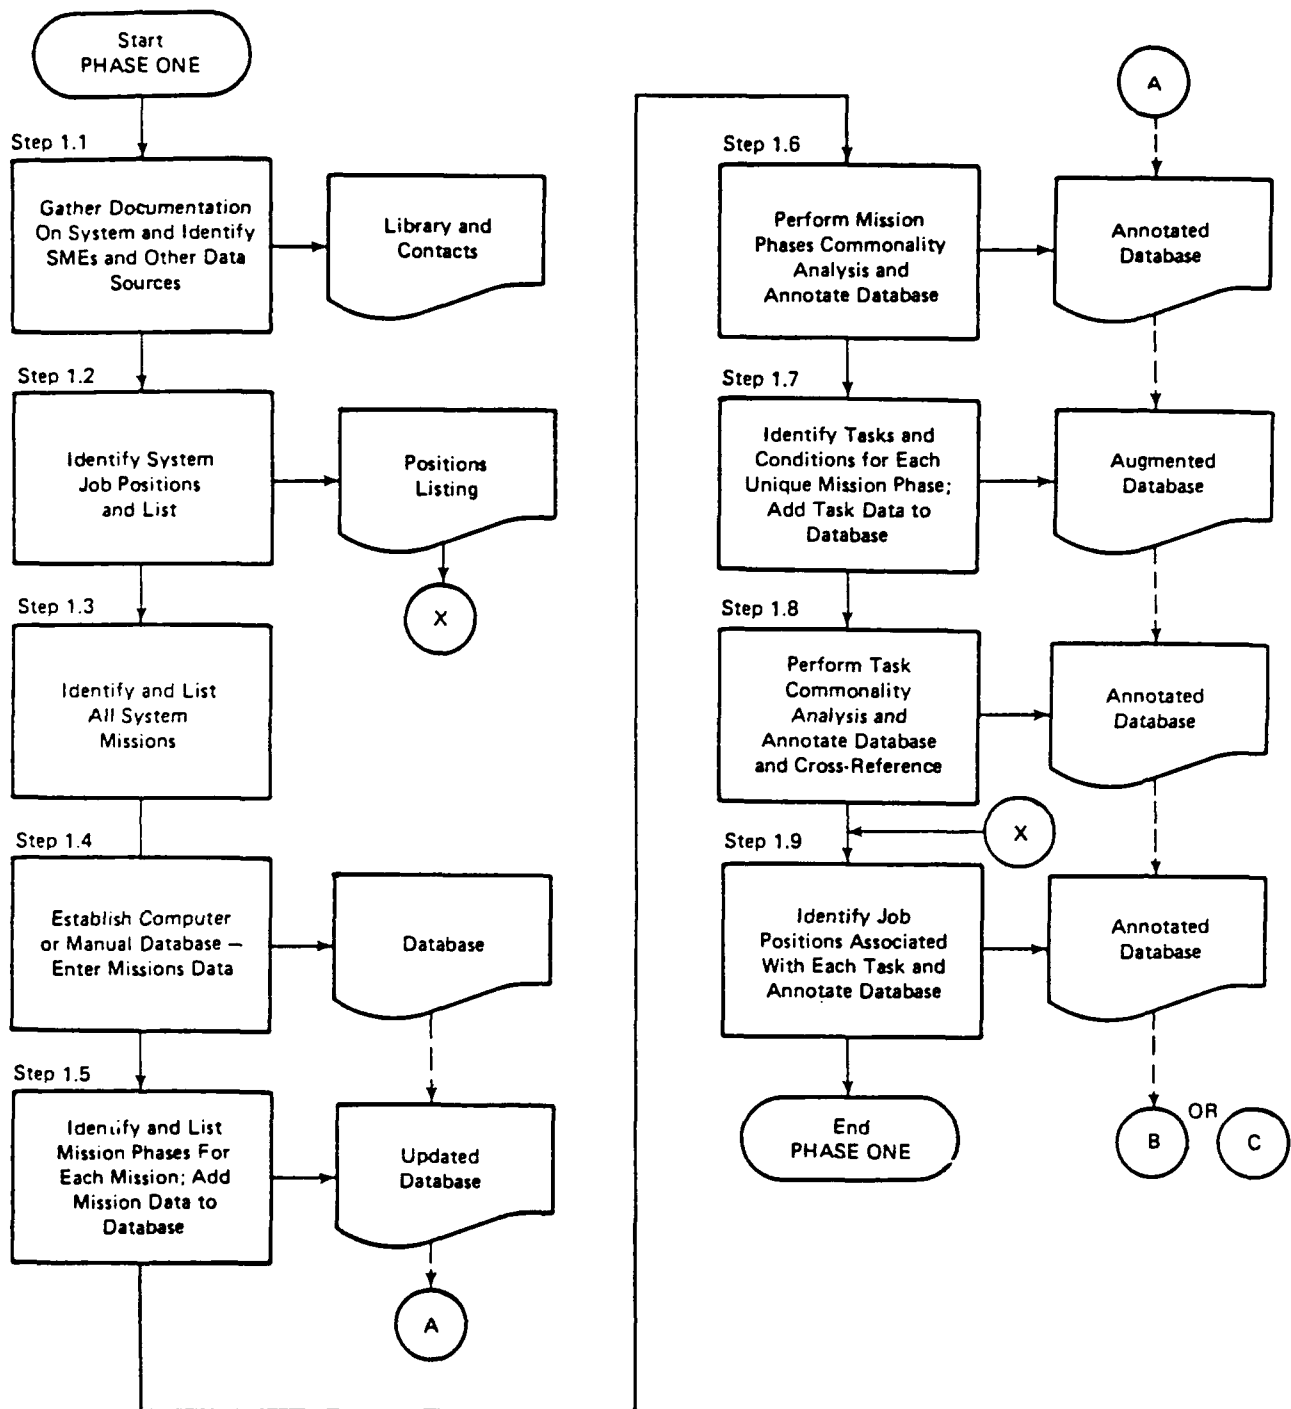 Start
PHASE ONE
Step 1.1
Gather Documentation
On System and Identify
SMEs and Other Data
Sources
Library and
Contacts
Step 1.2
Identify System
Job Positions
and List
Positions
Listing
X
Step 1.3
Identify and List
All System
Missions
Step 1.4
Establish Computer
or Manual Database —
Enter Missions Data
Database
Step 1.5
Identify and List
Mission Phases For
Each Mission; Add
Mission Data to
Database
Updated
Database
A
A
Step 1.6
Perform Mission
Phases Commonality
Analysis and
Annotate Database
Annotated
Database
Step 1.7
Identify Tasks and
Conditions for Each
Unique Mission Phase;
Add Task Data to
Database
Augmented
Database
Step 1.8
Perform Task
Commonality
Analysis and
Annotate Database
and Cross-Reference
Annotated
Database
X
Step 1.9
Identify Job
Positions Associated
With Each Task and
Annotate Database
Annotated
Database
End
PHASE ONE
B
OR
C